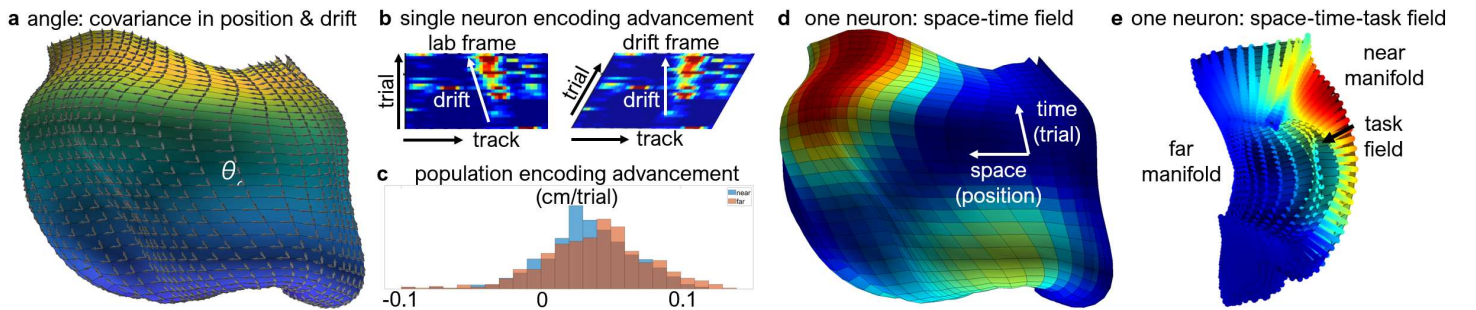 a angle: covariance in position & drift
θ
b single neuron encoding advancement
lab frame
drift frame
trial
drift
track
trial
drift
track
c population encoding advancement
(cm/trial)
near
far
-0.1
0
0.1
d one neuron: space-time field
time
(trial)
space
(position)
e one neuron: space-time-task field
near
manifold
task
field
far
manifold